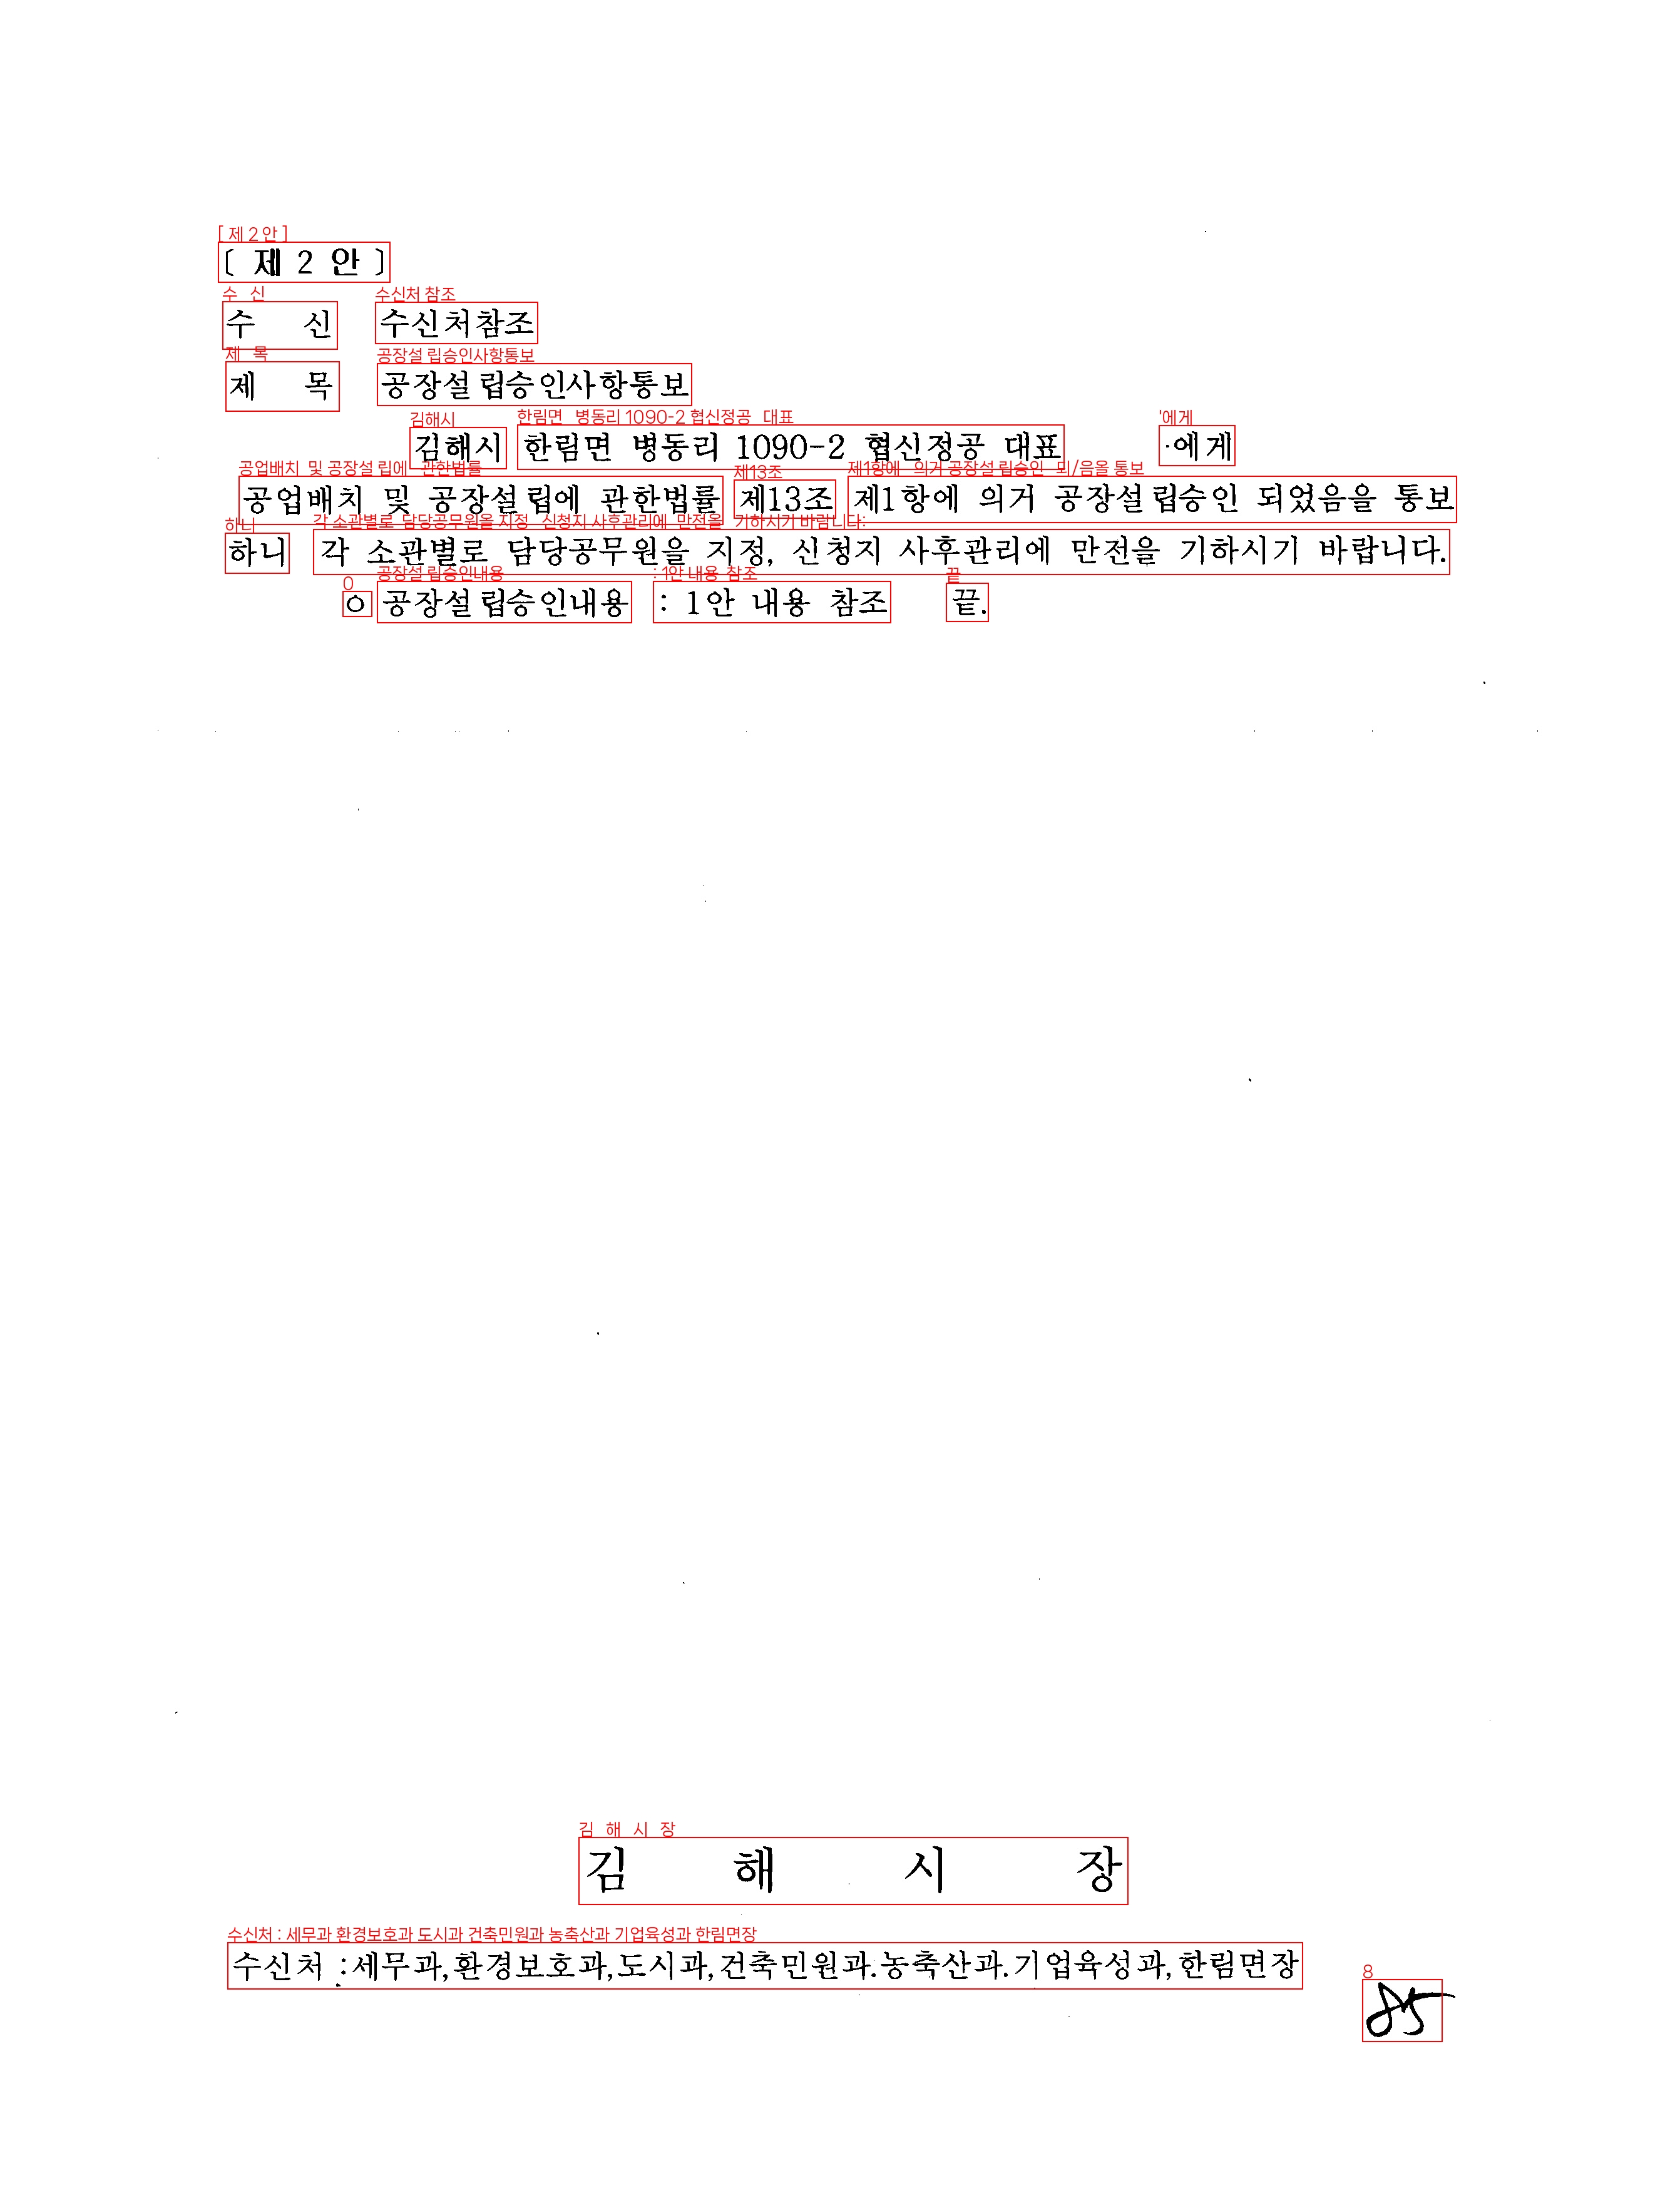 [ 제 2 안 ]
수 신 수신처참조
제 목 공장설립승인사항통보
김해시 한림면 병동리 1090-2 협신정공 대표 에게
공업배치 및 공장설립에 관한법률 제13조 제1항에 의거 공장설립승인 되었음을 통보
하니 각 소관별로 담당공무원을 지정, 신청지 사후관리에 만전을 기하시기 바랍니다.
ㅇ 공장설립승인내용 : 1안 내용 참조 끝.
김 해 시 장
수신처 :세무과,환경보호과,도시과,건축민원과.농축산과.기업육성과,한림면장
85